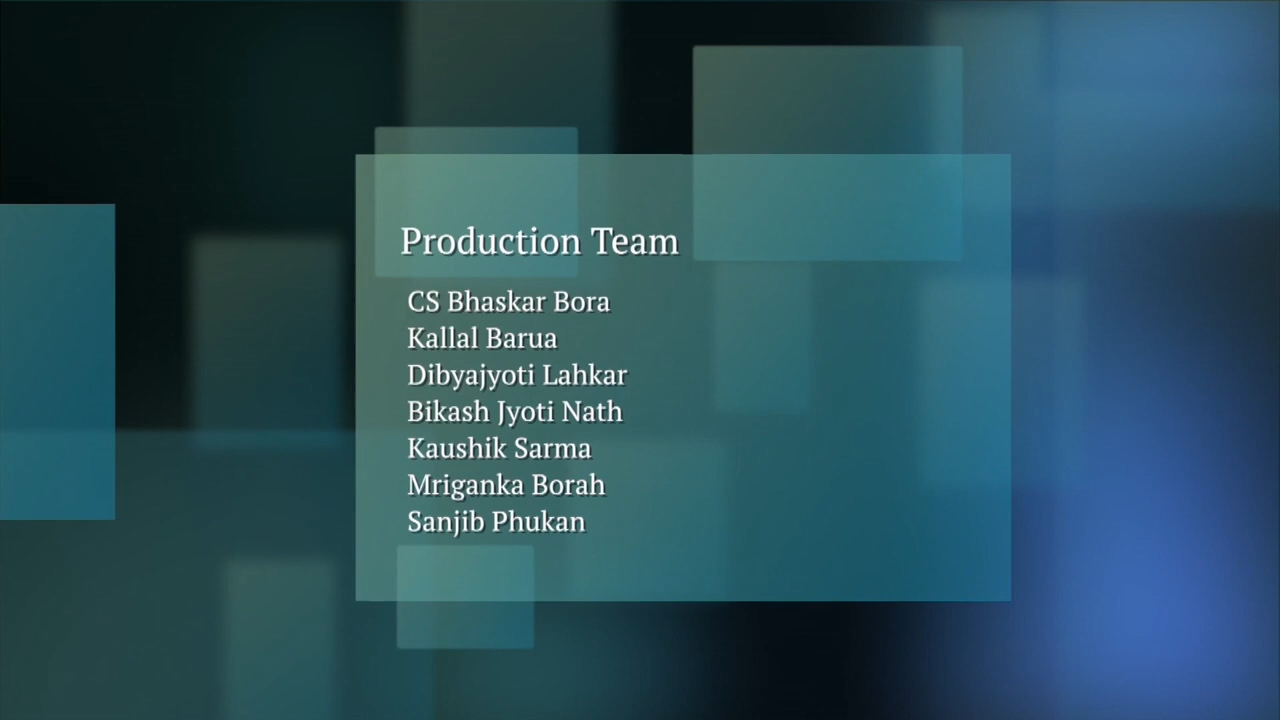 Production Team
CS Bhaskar Bora
Kallal Barua
Dibyajyoti Lahkar
Bikash Jyoti Nath
Kaushik Sarma
Mriganka Borah
Sanjib Phukan